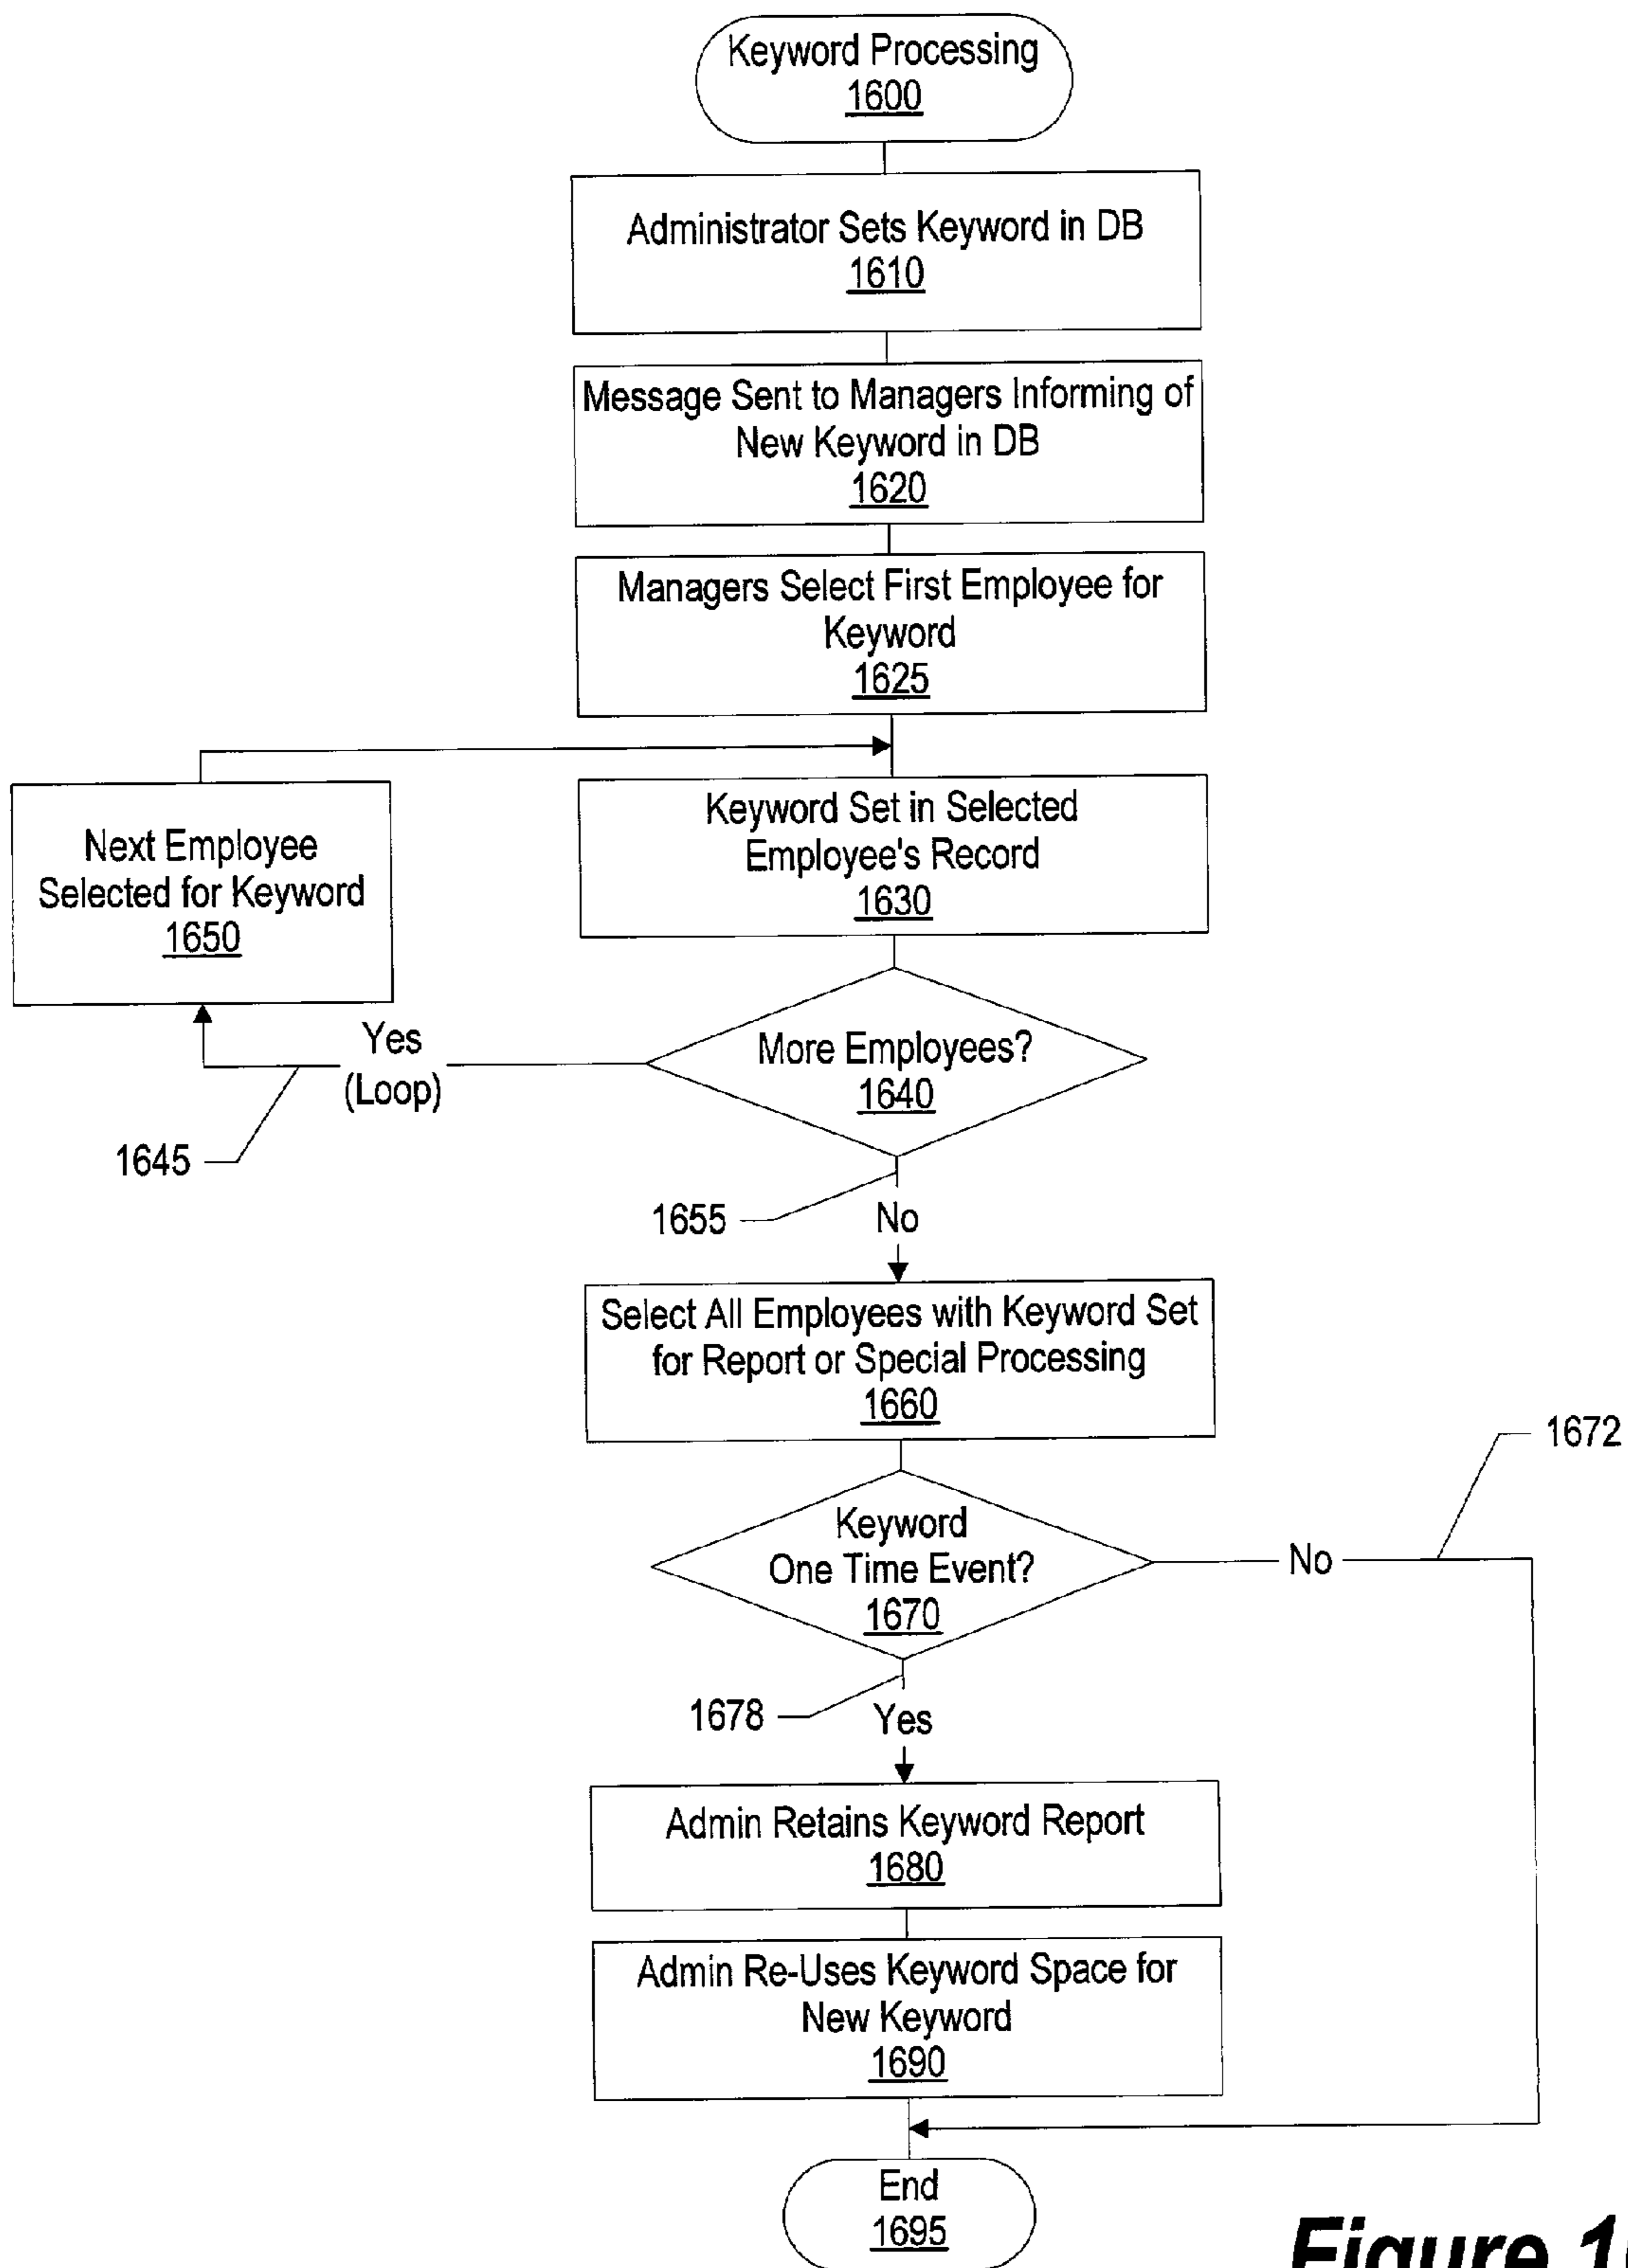 Keyword Processing
1600
Administrator Sets Keyword in DB
1610
Message Sent to Managers Informing of
New Keyword in DB
1620
Managers Select First Employee for
Keyword
1625
Next Employee
Selected for Keyword
1650
Keyword Set in Selected
Employee's Record
1630
More Employees?
1640
Yes
(Loop)
1645
1655
No
Select All Employees with Keyword Set
for Report or Special Processing
1660
1672
Keyword
One Time Event?
1670
No
1678
Yes
Admin Retains Keyword Report
1680
Admin Re-Uses Keyword Space for
New Keyword
1690
End
1695
Figure